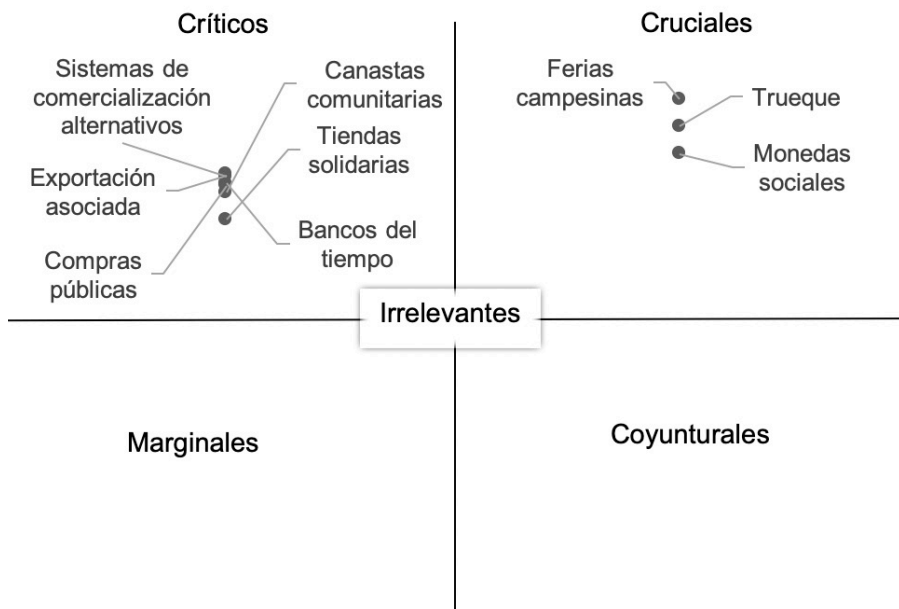 Críticos
Sistemas de
comercialización
alternativos
Canastas
comunitarias
Tiendas
solidarias
Exportación
asociada
Bancos del
tiempo
Compras
públicas
Cruciales
Ferias
campesinas
Trueque
Monedas
sociales
Irrelevantes
Marginales
Coyunturales